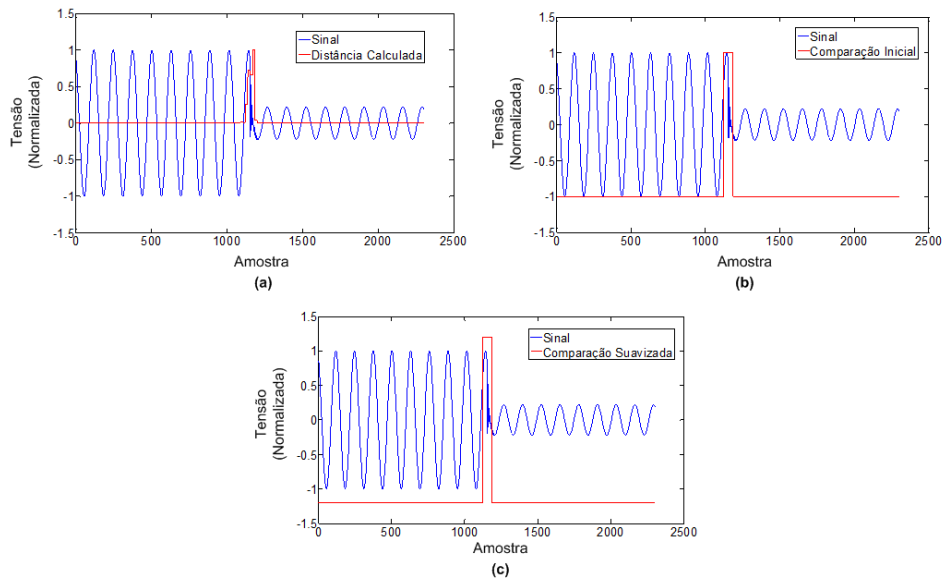 1.5
1
0.5
0
-0.5
-1
-1.5
Tensão
(Normalizada)
Sinal
Distância Calculada
0 500 1000 1500 2000 2500
Amostra
(a)
1.5
1
0.5
0
-0.5
-1
-1.5
Tensão
(Normalizada)
Sinal
Comparação Inicial
0 500 1000 1500 2000 2500
Amostra
(b)
1.5
1
0.5
0
-0.5
-1
-1.5
Tensão
(Normalizada)
Sinal
Comparação Suavizada
0 500 1000 1500 2000 2500
Amostra
(c)